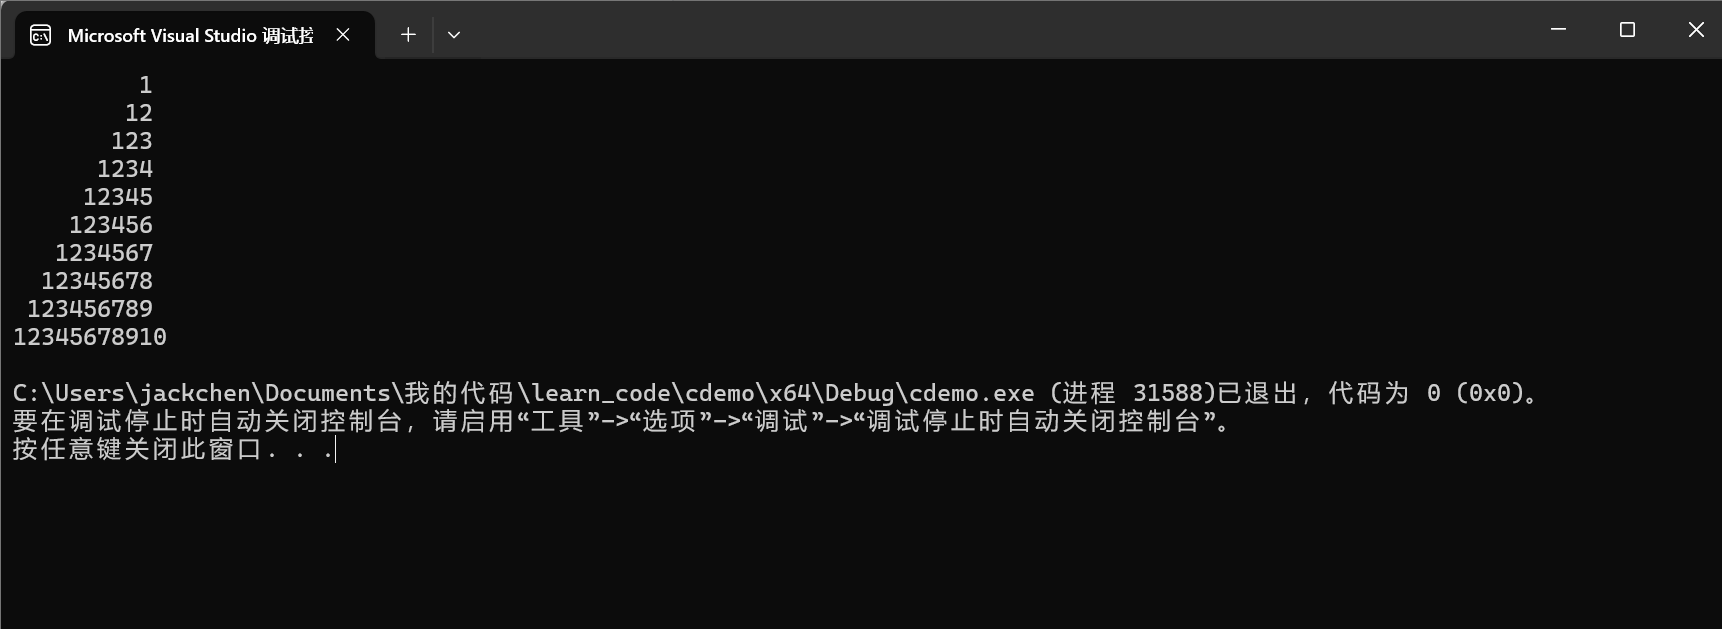 Microsoft Visual Studio 调试控
1
12
123
1234
12345
123456
1234567
12345678
123456789
12345678910
C:\Users\jackchen\Documents\我的代码\learn_code\cdemo\x64\Debug\cdemo.exe (进程 31588)已退出，代码为 0 (0x0)。
要在调试停止时自动关闭控制台，请启用“工具”->“选项”->“调试”->“调试停止时自动关闭控制台”。
按任意键关闭此窗口. . .